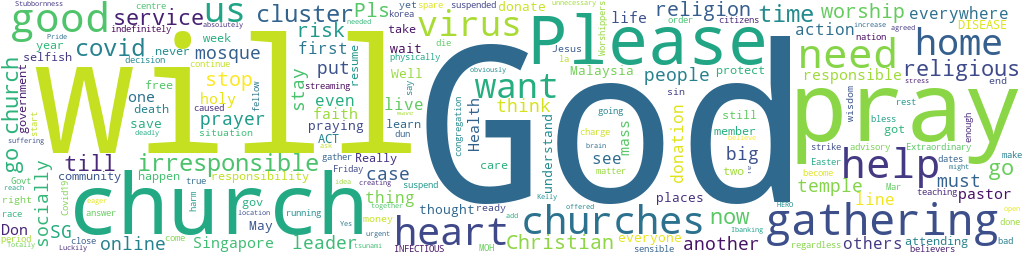 Stubbornness centre good us cluster Pls donate suspended unnecessary agreed
Pride indefinitely service virus yet korea needed spare increase
absolutely year week risk life religion time everywhere
covid never mosque first take Jesus order citizens worship DISEASE
selfish decision continue put resume wait die la Worshippers action nation home
church government free stop streaming physically Please need
one holy even Well want Malaysia protect responsible religious
will God pray
death stay live say people sin end
start save prayer caused fellow faith learn think going still wisdom stress
deadly situation praying ACT dun congregation Health understand charge brain mass donation member two bless rest
suffering go irresponsible gather Friday obviously see matter big got strike enough
Govt till Really case care help advisory Extraordinary go
reach community responsibility idea suspend Kelly places become might
socially happen church heart temple Easter dates must
right Covid19 true harm gov thing together thought ready offered now Mar teaching pastor
race answer location running creating money add churches HERO line
Don SG May Yes urgent yet everyone gathering open
period close online come leader tsunami INFECTIOUS Christian another others attending done
totally Luckily Singapore MOH sensible Ibanking regardless believers bad